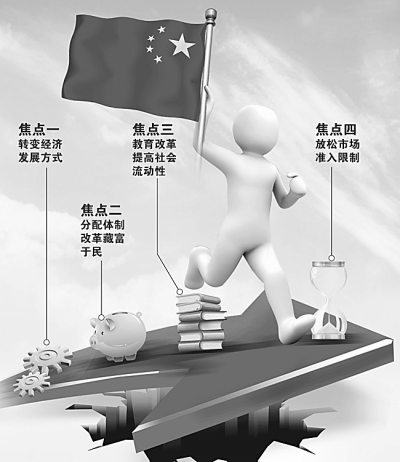 焦点一
转变经济
发展方式
焦点二
分配体制
改革藏富
于民
焦点三
教育改革
提高社会
流动性
焦点四
放松市场
准入限制